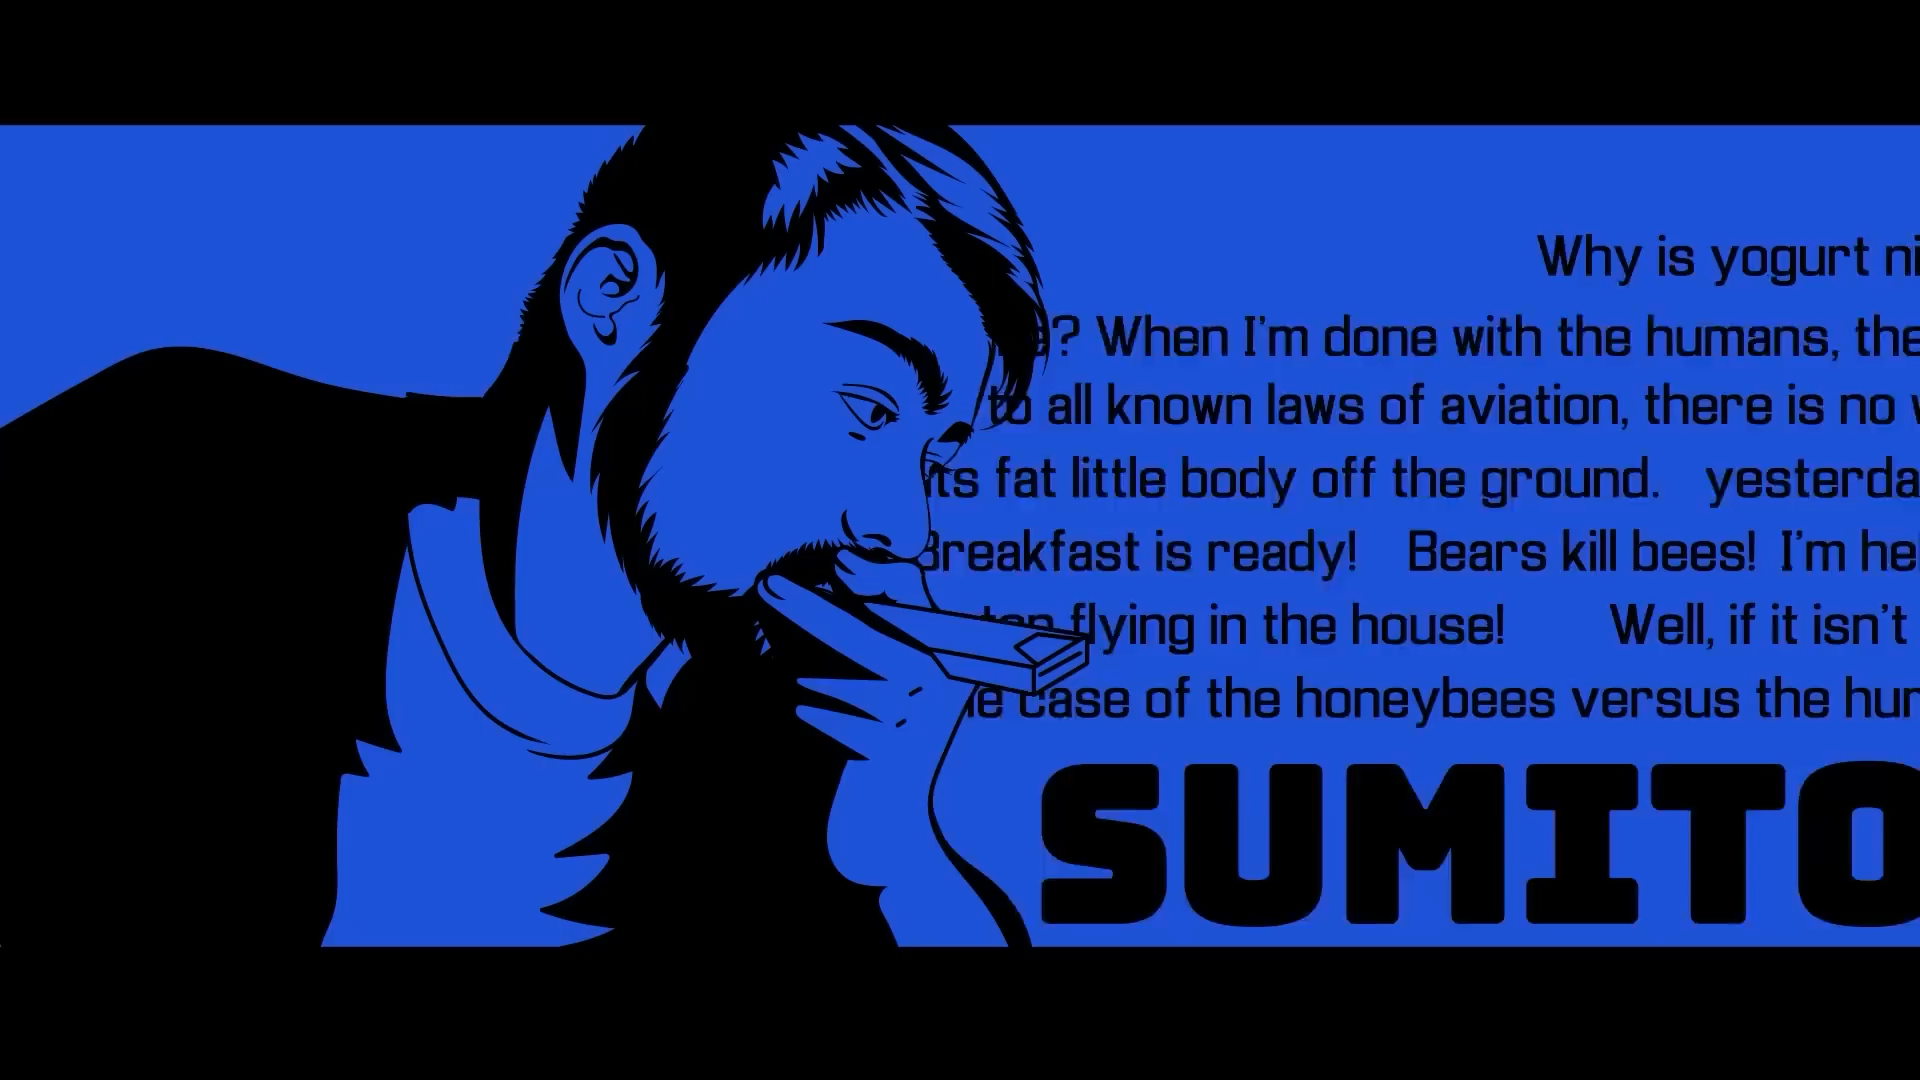 Why is yogurt
? When I'm done with the humans,
to all known laws of aviation, there is no
its fat little body off the ground. yesterda
Breakfast is ready! Bears kill bees! I'm
flying in the house! Well, if it isn't
case of the honeybees versus the
SUMITO